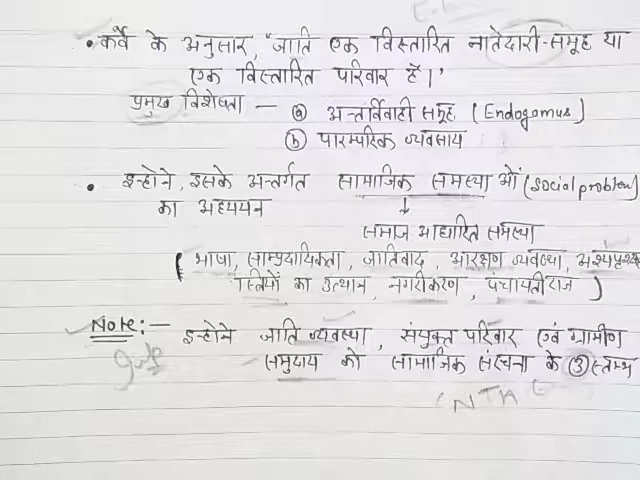 • कर्वे के अनुसार, "जाति एक विस्तारित नातेदारी-समूह या
एक विस्तारित परिवार हैं।"
प्रमुख विशेषता — ⓐ अन्तर्विवाही समूह (Endogamus)
ⓑ पारम्परिक व्यवसाय
• इन्होने, इसके अन्तर्गत सामाजिक समस्याओं (Social problem)
का अध्ययन ↓
समाज आधारित समस्या
( भाषा, साम्प्रदायिकता, जातिवाद, आरक्षण व्यवस्था,
स्त्रियों का उत्थान, नगरीकरण, पंचायतीराज )
Note:— इन्होने जाति व्यवस्था, संयुक्त परिवार एवं ग्रामीण
समुदाय को सामाजिक संरचना के ③ स्तम्भ